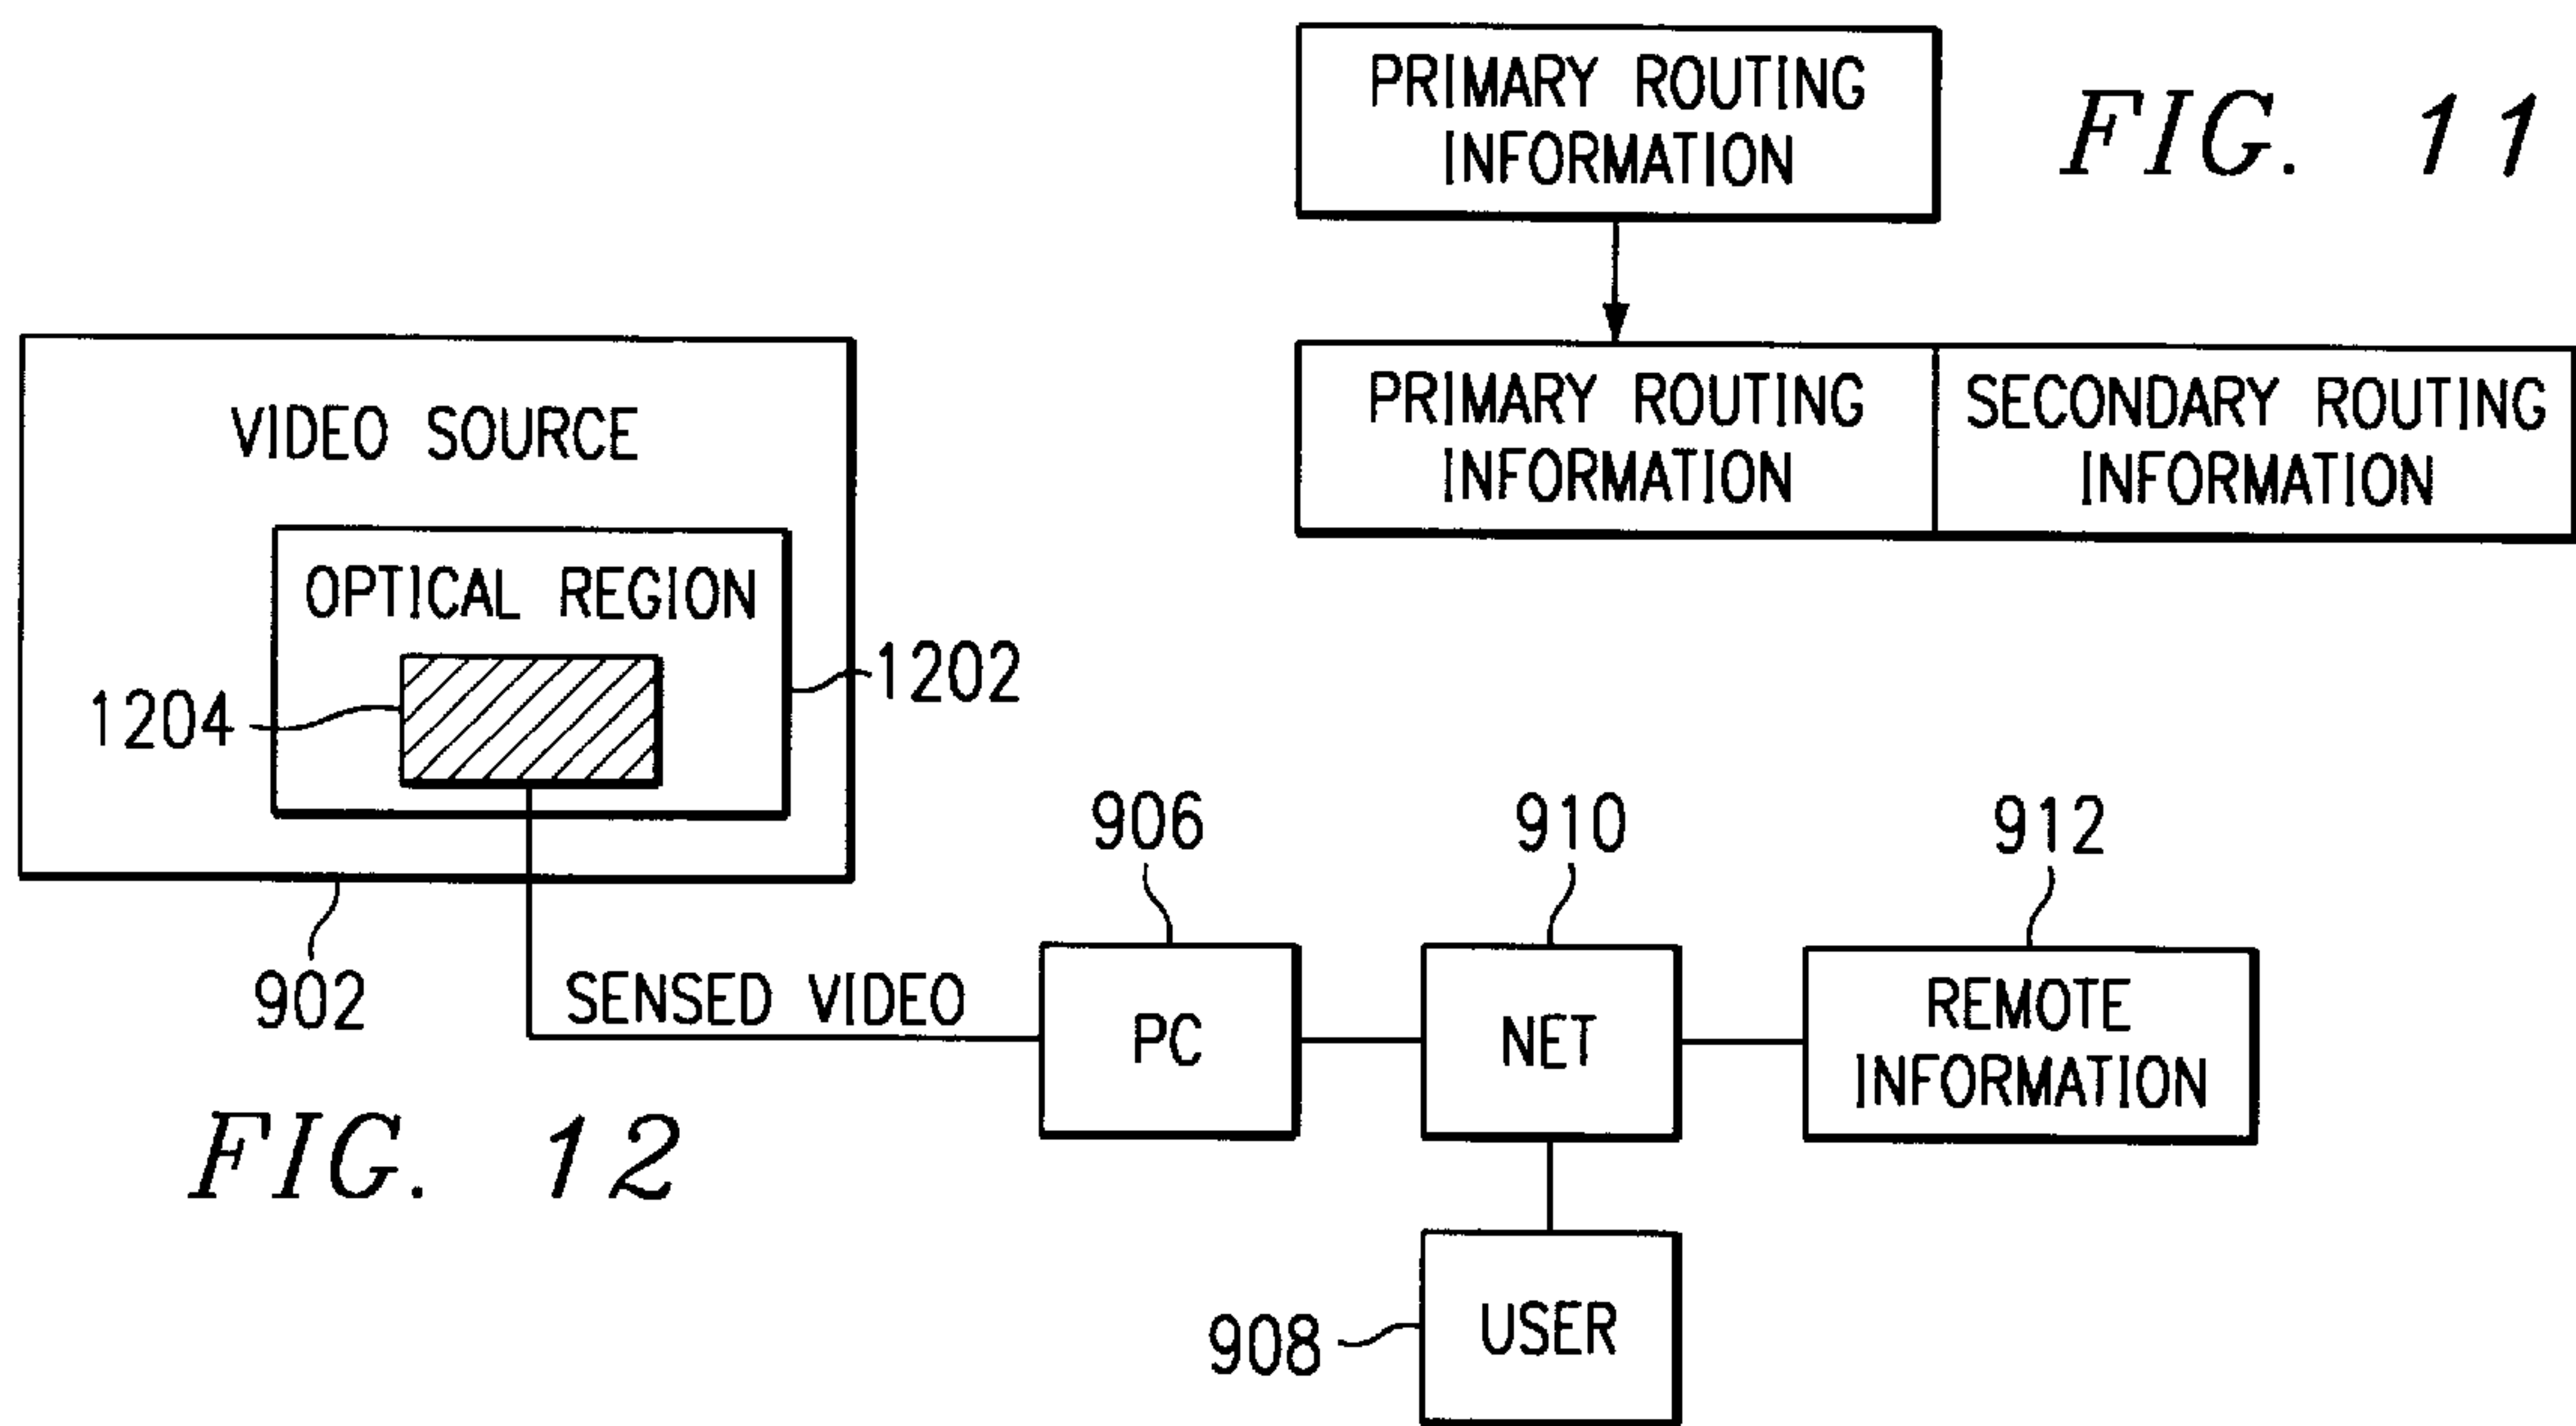 PRIMARY ROUTING
INFORMATION
FIG. 11
PRIMARY ROUTING
INFORMATION
SECONDARY ROUTING
INFORMATION
VIDEO SOURCE
OPTICAL REGION
1202
1204
902
SENSED VIDEO
906
PC
910
NET
912
REMOTE
INFORMATION
908
USER
FIG. 12